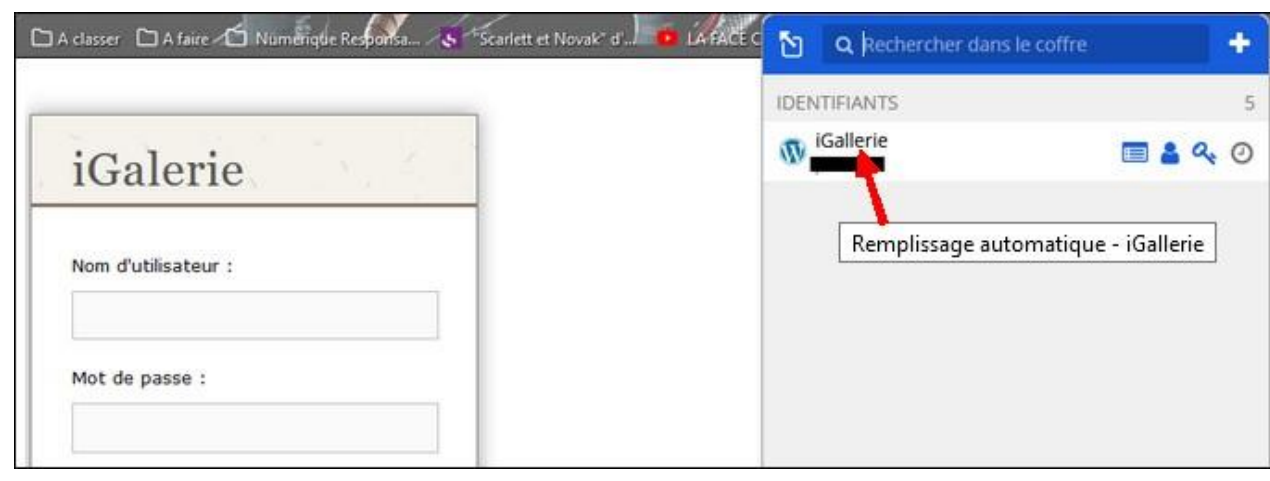 A classer A faire Numérique Responsa... "Scarlett et Novak" d'... LA FACE C
Rechercher dans le coffre
IDENTIFIANTS 5
iGallerie
Remplissage automatique - iGallerie
iGalerie
Nom d'utilisateur :
Mot de passe :